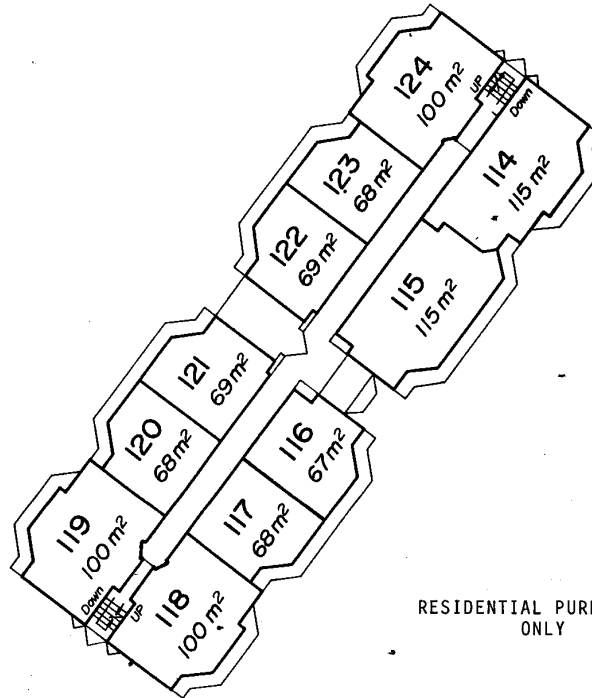 124
100 m²
UP
Down
123
68 m²
114
115 m²
122
69 m²
115
115 m²
121
69 m²
116
67 m²
120
68 m²
117
68 m²
119
100 m²
Down
UP
118
100 m²
RESIDENTIAL
ONLY